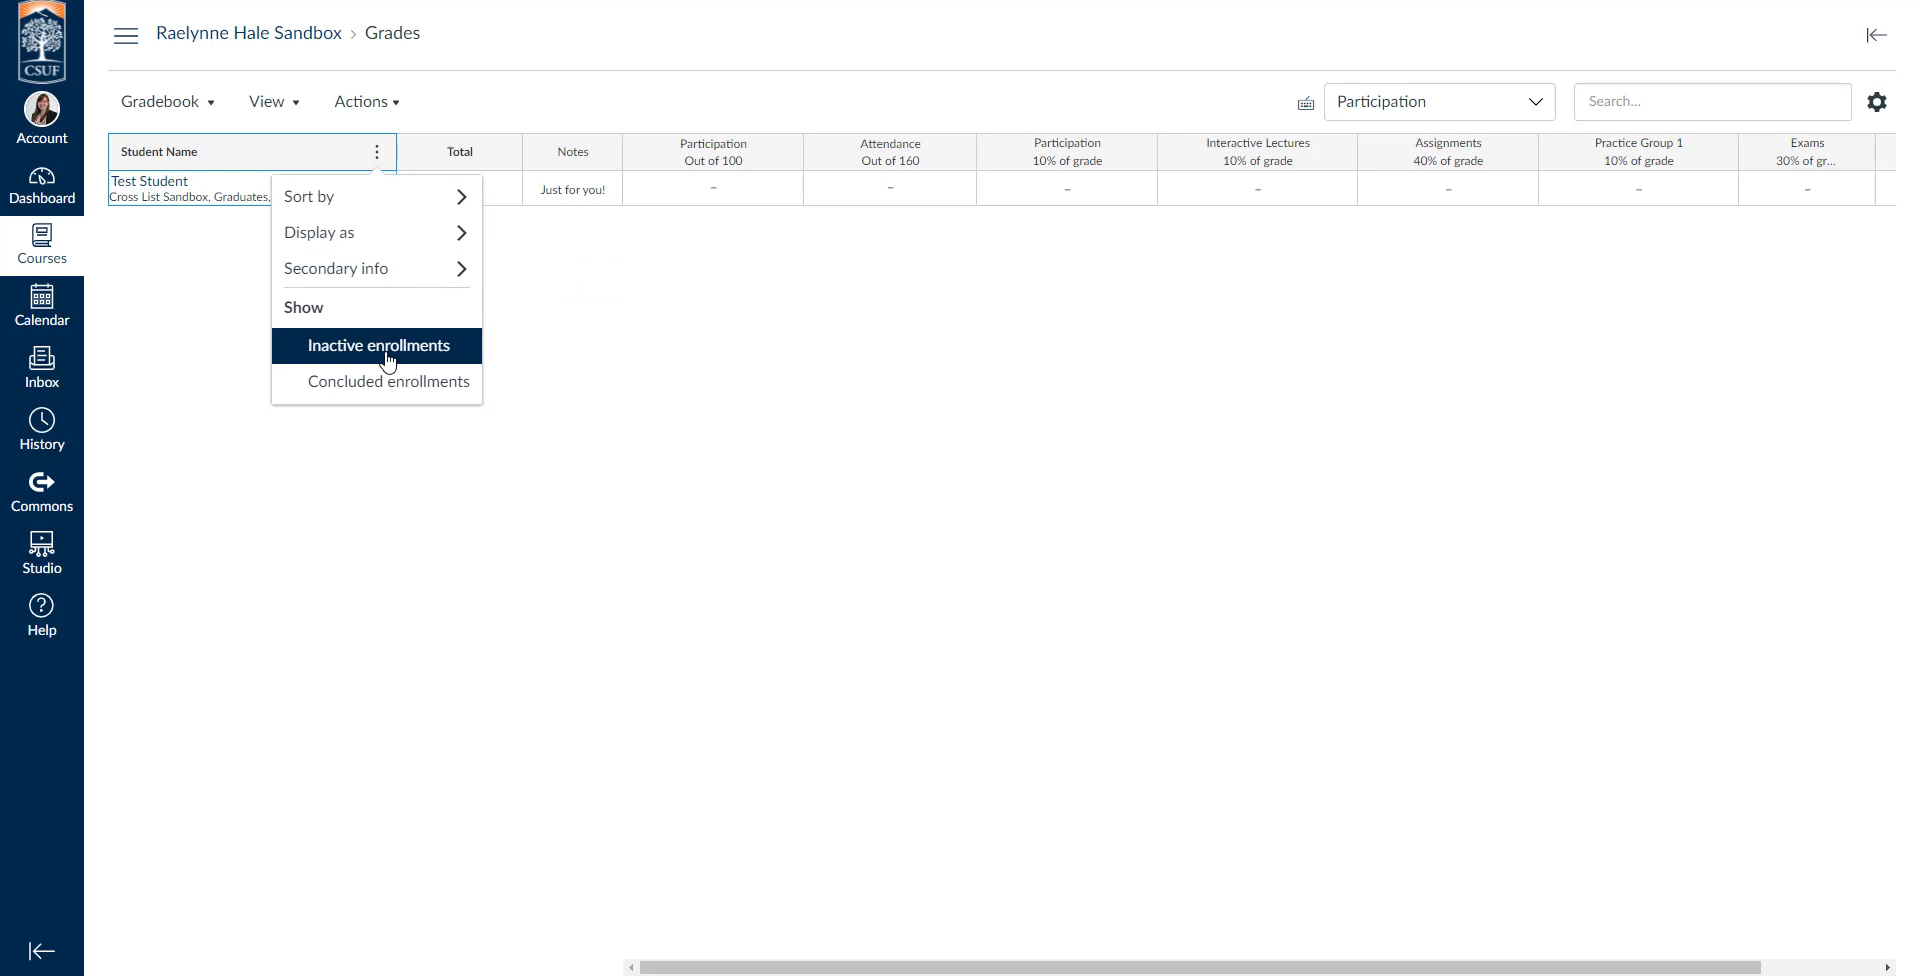 CSUF
Account
Dashboard
Courses
Calendar
Inbox
History
Commons
Studio
Help
Raelynne Hale Sandbox > Grades
Gradebook View Actions
Participation
Search...
Student Name
Total
Notes
Participation
Out of 100
Attendance
Out of 160
Participation
10% of grade
Interactive Lectures
10% of grade
Assignments
40% of grade
Practice Group 1
10% of grade
Exams
30% of gr...
Test Student
Cross List Sandbox, Graduates,
Just for you!
– – – – – – –
Sort by
Display as
Secondary info
Show
Inactive enrollments
Concluded enrollments